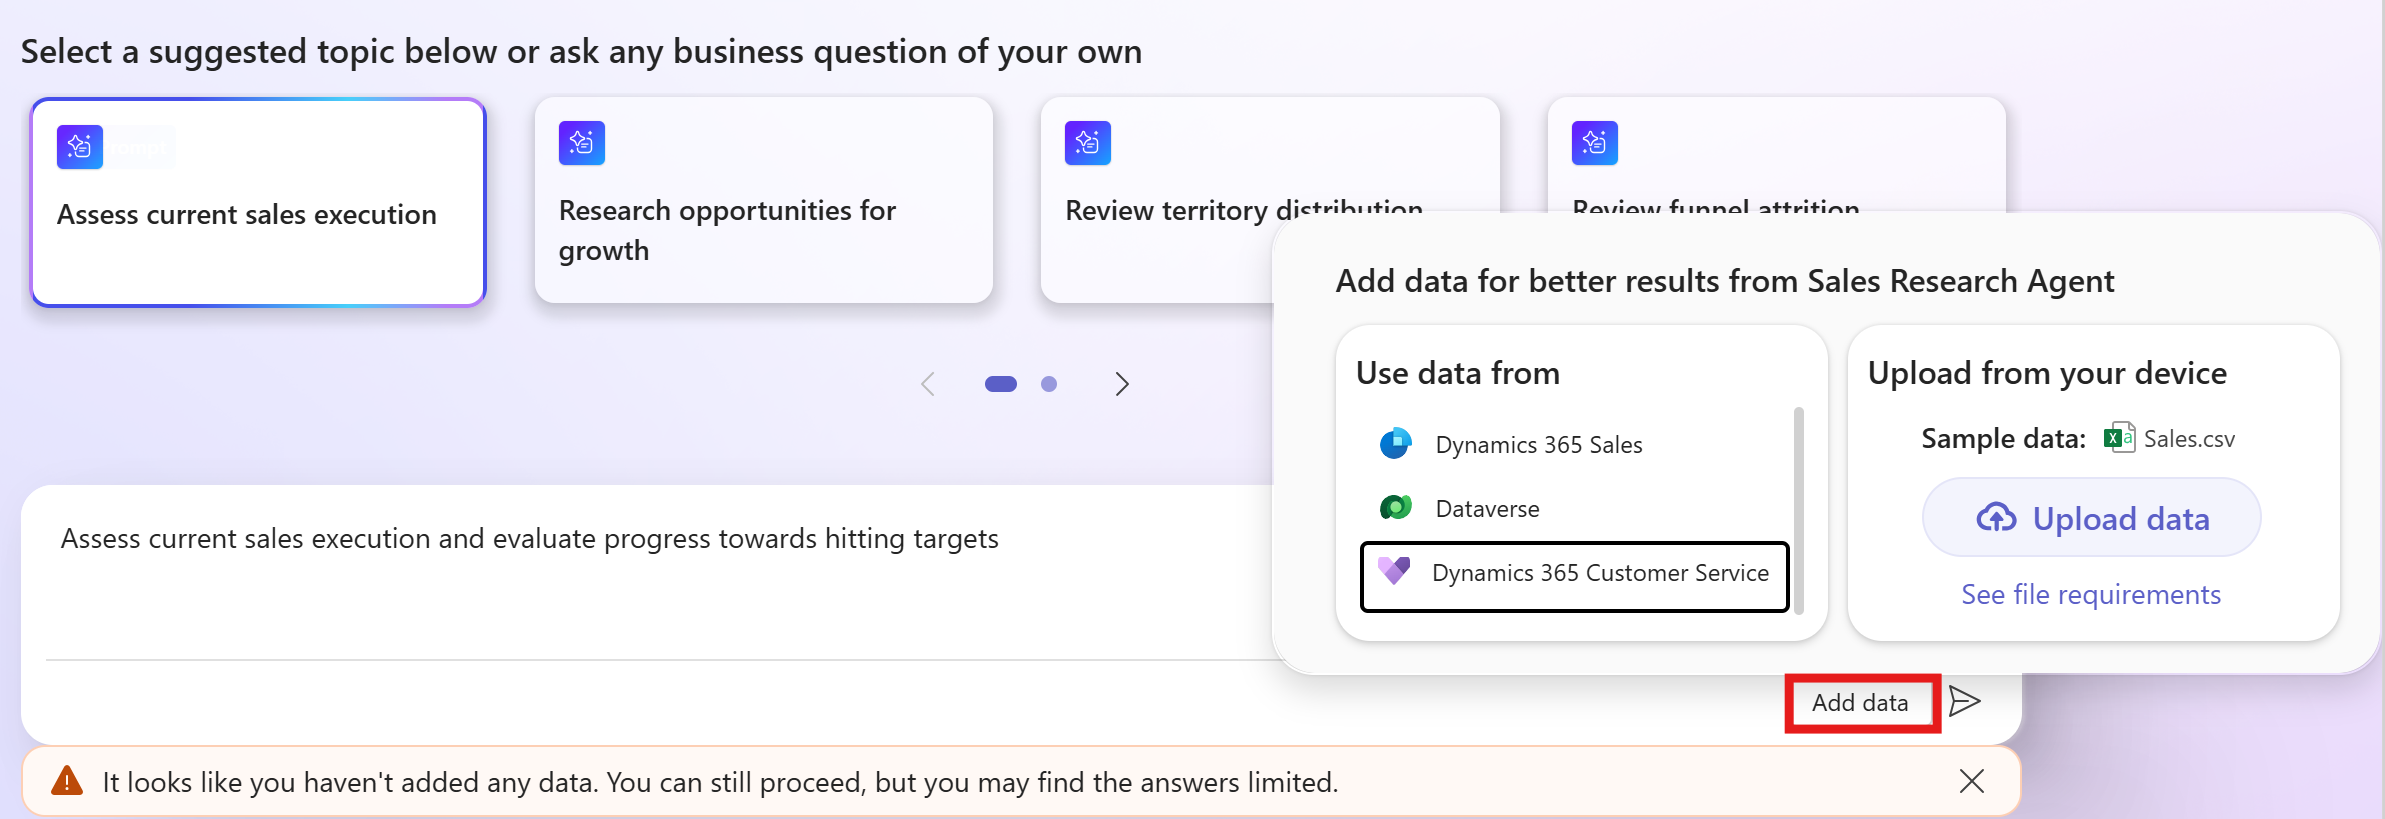 Select a suggested topic below or ask any business question of your own
Assess current sales execution
Research opportunities for
growth
Review territory distribution
Review funnel attrition
Add data for better results from Sales Research Agent
Use data from
Dynamics 365 Sales
Dataverse
Dynamics 365 Customer Service
Upload from your device
Sample data: Sales.csv
Upload data
See file requirements
Assess current sales execution and evaluate progress towards hitting targets
Add data
It looks like you haven't added any data. You can still proceed, but you may find the answers limited.